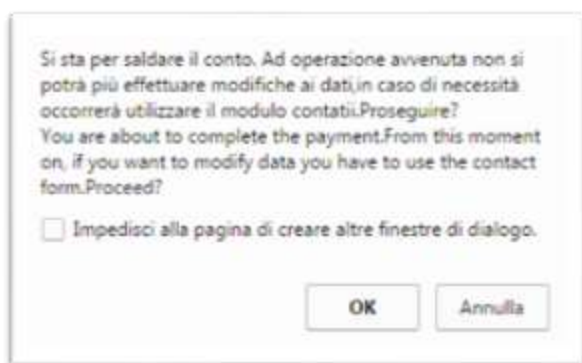 Si sta per saldare il conto. Ad operazione avvenuta non si
potrà più effettuare modifiche ai dati,in caso di necessità
occorrerà utilizzare il modulo contatii.Proseguire?
You are about to complete the payment.From this moment
on, if you want to modify data you have to use the contact
form.Proceed?
Impedisci alla pagina di creare altre finestre di dialogo.
OK
Annulla